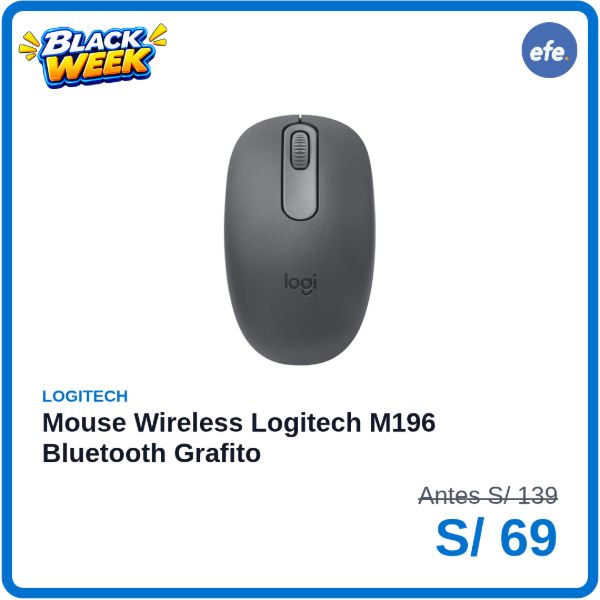 BLACK
WEEK
efe.
logi
LOGITECH
Mouse Wireless Logitech M196
Bluetooth Grafito
Antes S/ 139
S/ 69